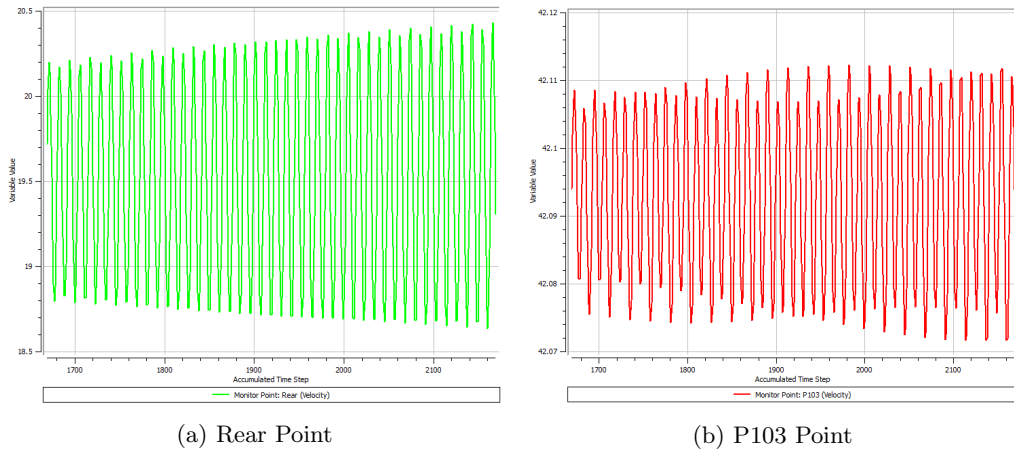 20.5
20
19.5
19
18.5
Variable Value
1700 1800 1900 2000 2100
Accumulated Time Step
Monitor Point: Rear (Velocity)
(a) Rear Point
42.12
42.11
42.1
42.09
42.08
42.07
Variable Value
1700 1800 1900 2000 2100
Accumulated Time Step
Monitor Point: P103 (Velocity)
(b) P103 Point